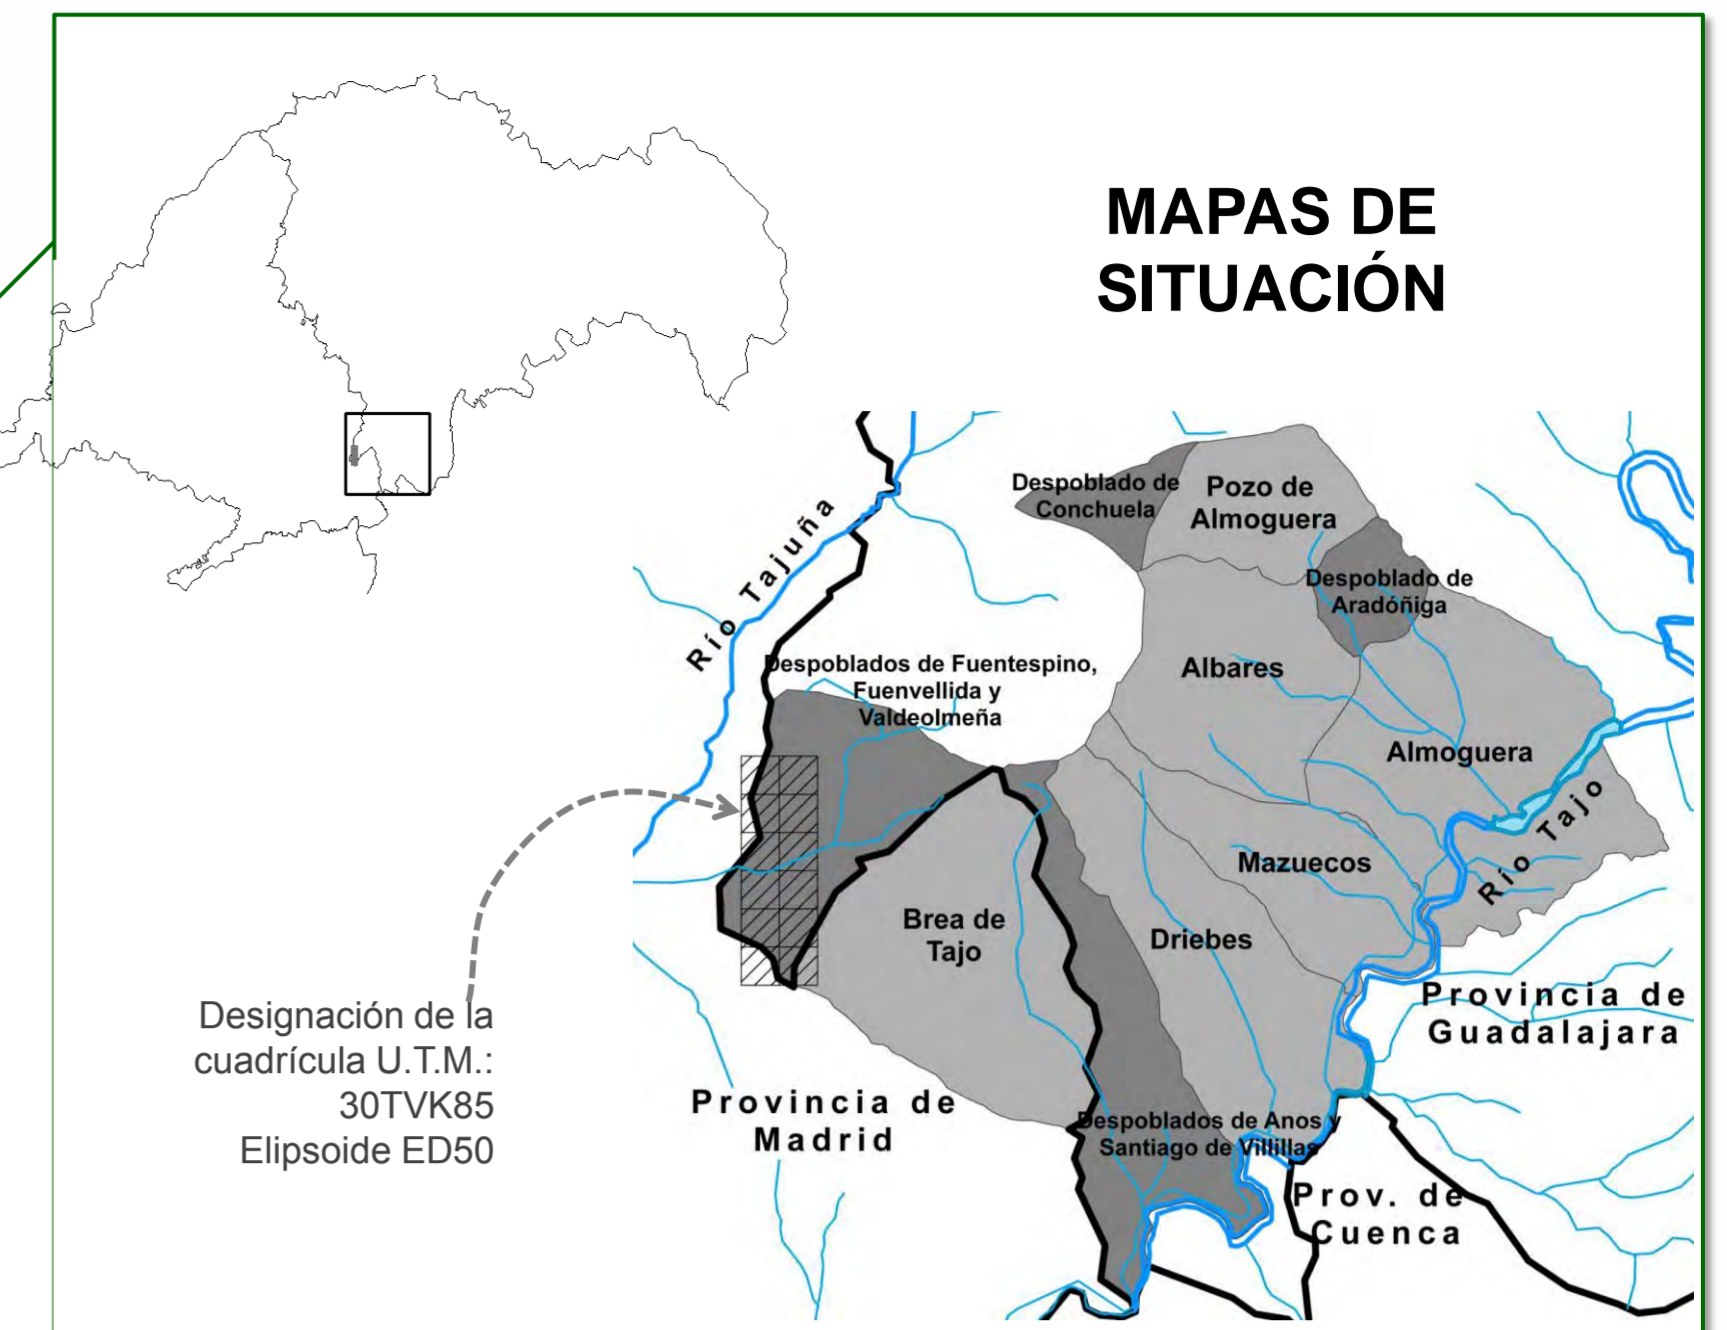 MAPAS DE
SITUACIÓN
Despoblado de
Conchuela
Pozo de
Almoguera
Río Tajuña
Despoblado de
Aradóñiga
Despoblados de Fuentespino,
Fuenvellida y
Valdeolmeña
Albares
Almoguera
Río Tajo
Mazuecos
Brea de
Tajo
Driebes
Provincia de
Guadalajara
Designación de la
cuadrícula U.T.M.:
30TVK85
Elipsoide ED50
Provincia de
Madrid
Despoblados de Anos y
Santiago de Villillas
Prov. de
Cuenca